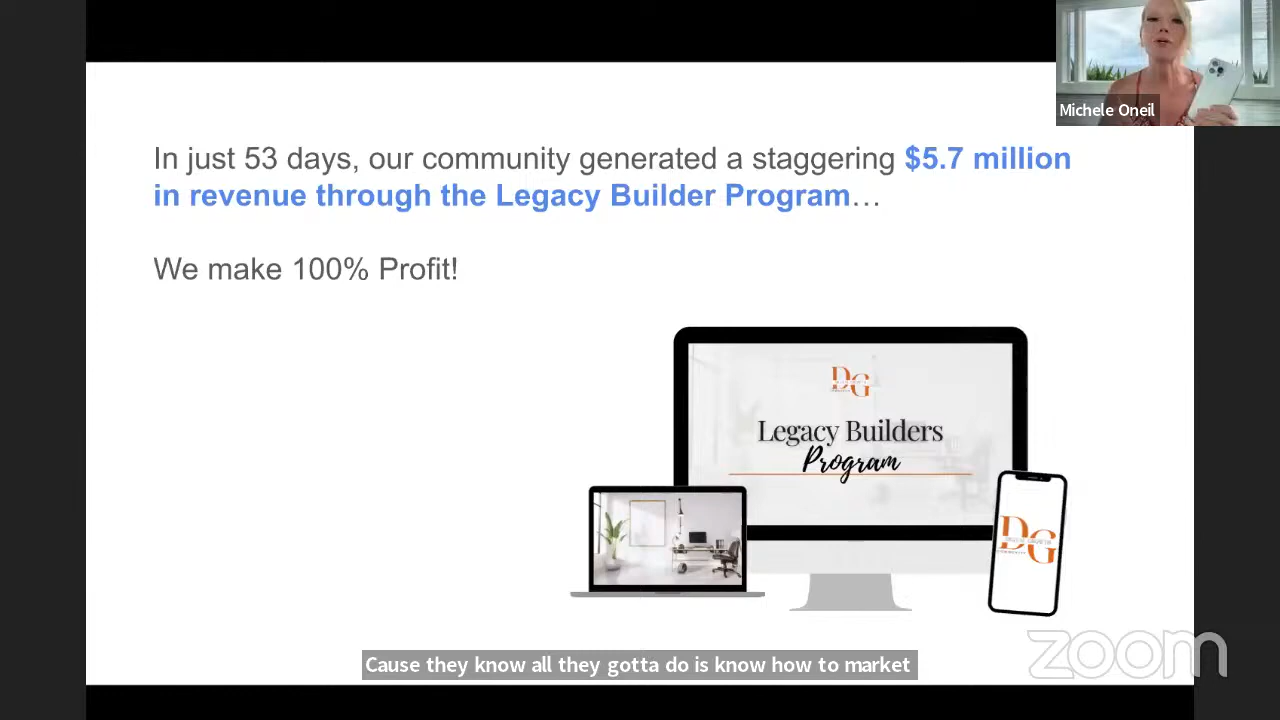 Michele Oneil
In just 53 days, our community generated a staggering $5.7 million
in revenue through the Legacy Builder Program…
We make 100% Profit!
DG
Legacy Builders
Program
DG
Cause they know all they gotta do is know how to market
zoom